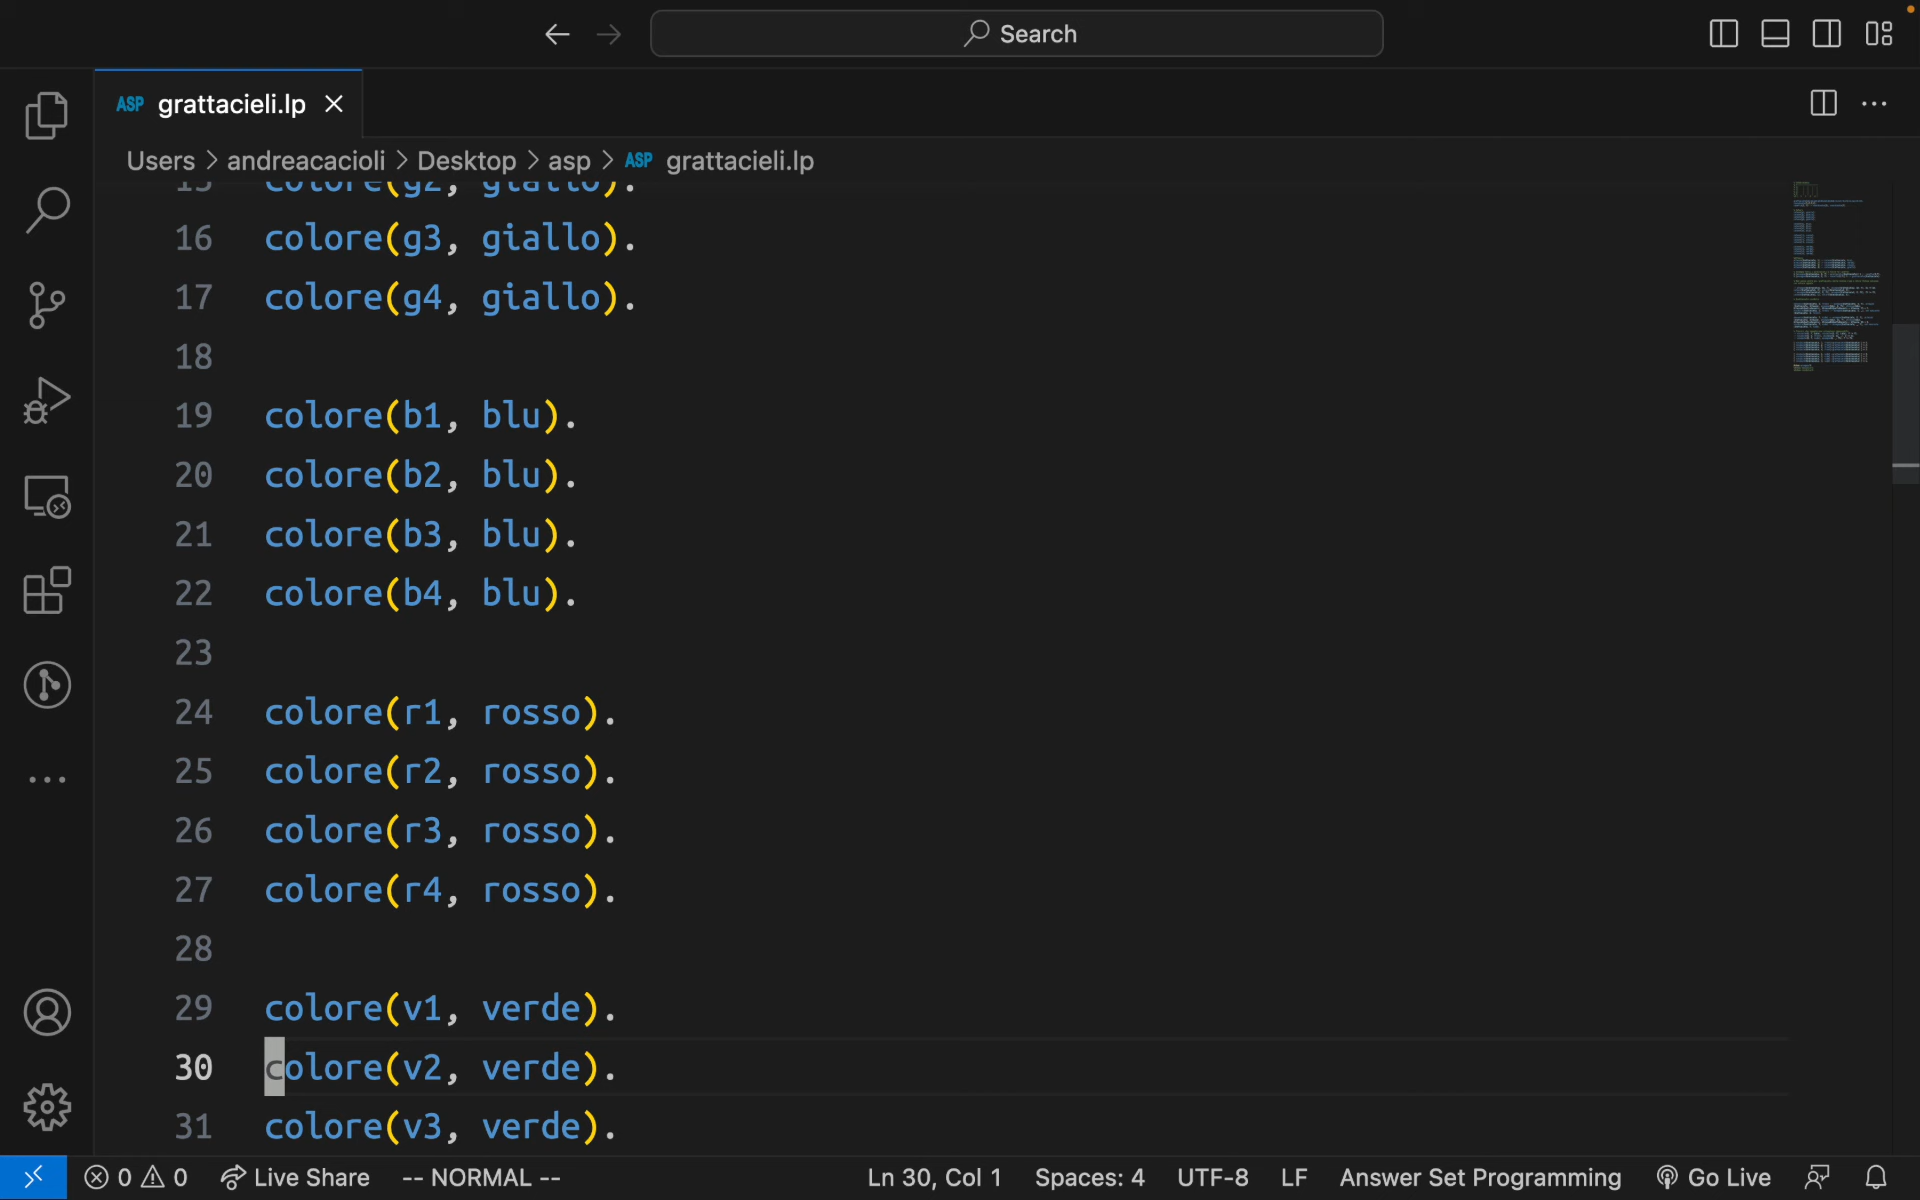 Search
ASP grattacieli.lp
Users > andreacacioli > Desktop > asp > ASP grattacieli.lp
15 colore(g2, giallo).
16 colore(g3, giallo).
17 colore(g4, giallo).
18
19 colore(b1, blu).
20 colore(b2, blu).
21 colore(b3, blu).
22 colore(b4, blu).
23
24 colore(r1, rosso).
25 colore(r2, rosso).
26 colore(r3, rosso).
27 colore(r4, rosso).
28
29 colore(v1, verde).
30 colore(v2, verde).
31 colore(v3, verde).
0 0 Live Share -- NORMAL -- Ln 30, Col 1 Spaces: 4 UTF-8 LF Answer Set Programming Go Live